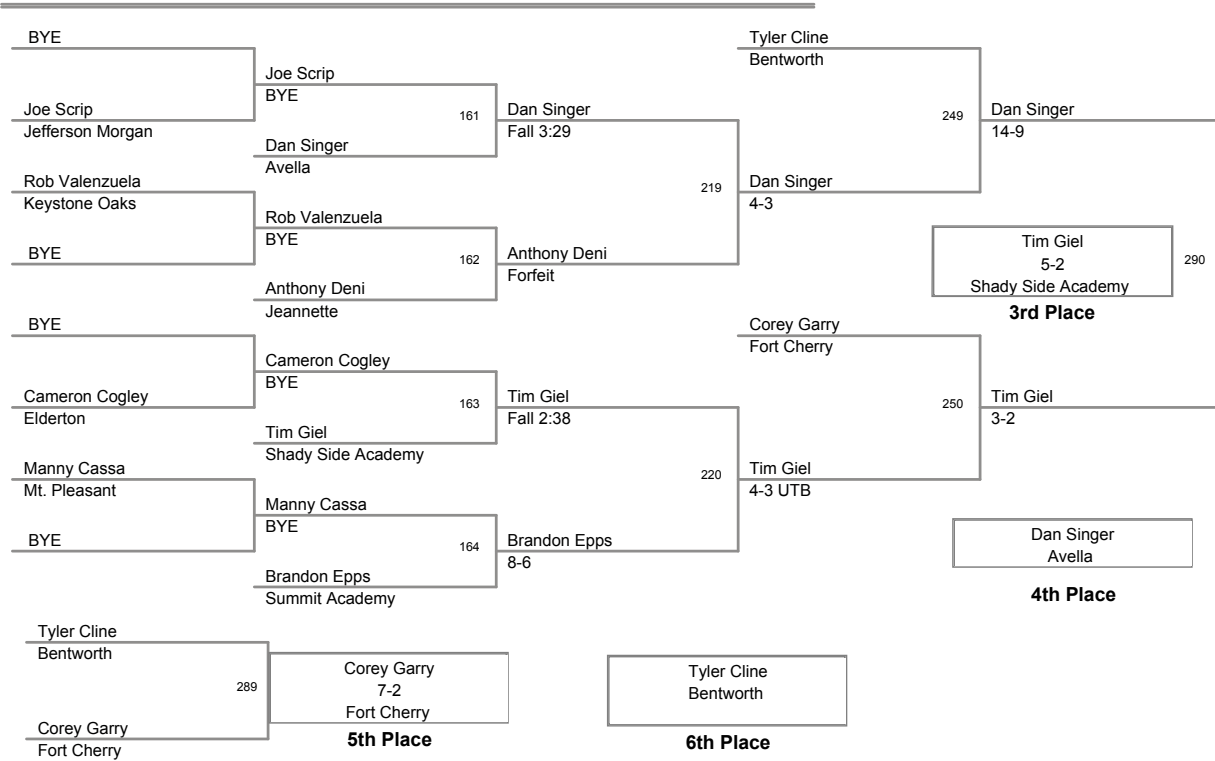 BYE
Joe Scrip
Jefferson Morgan
Rob Valenzuela
Keystone Oaks
BYE
BYE
Cameron Cogley
Elderton
Manny Cassa
Mt. Pleasant
BYE
Joe Scrip
BYE
161
Dan Singer
Avella
Rob Valenzuela
BYE
162
Anthony Deni
Jeannette
Cameron Cogley
BYE
163
Tim Giel
Shady Side Academy
Manny Cassa
BYE
164
Brandon Epps
Summit Academy
Dan Singer
Fall 3:29
219
Anthony Deni
Forfeit
Tim Giel
Fall 2:38
220
Brandon Epps
8-6
Tyler Cline
Bentworth
249
Dan Singer
4-3
Corey Garry
Fort Cherry
250
Tim Giel
4-3 UTB
Dan Singer
14-9
Tim Giel
5-2
Shady Side Academy
290
3rd Place
Tim Giel
3-2
Dan Singer
Avella
4th Place
Tyler Cline
Bentworth
289
Corey Garry
Fort Cherry
Corey Garry
7-2
Fort Cherry
5th Place
Tyler Cline
Bentworth
6th Place